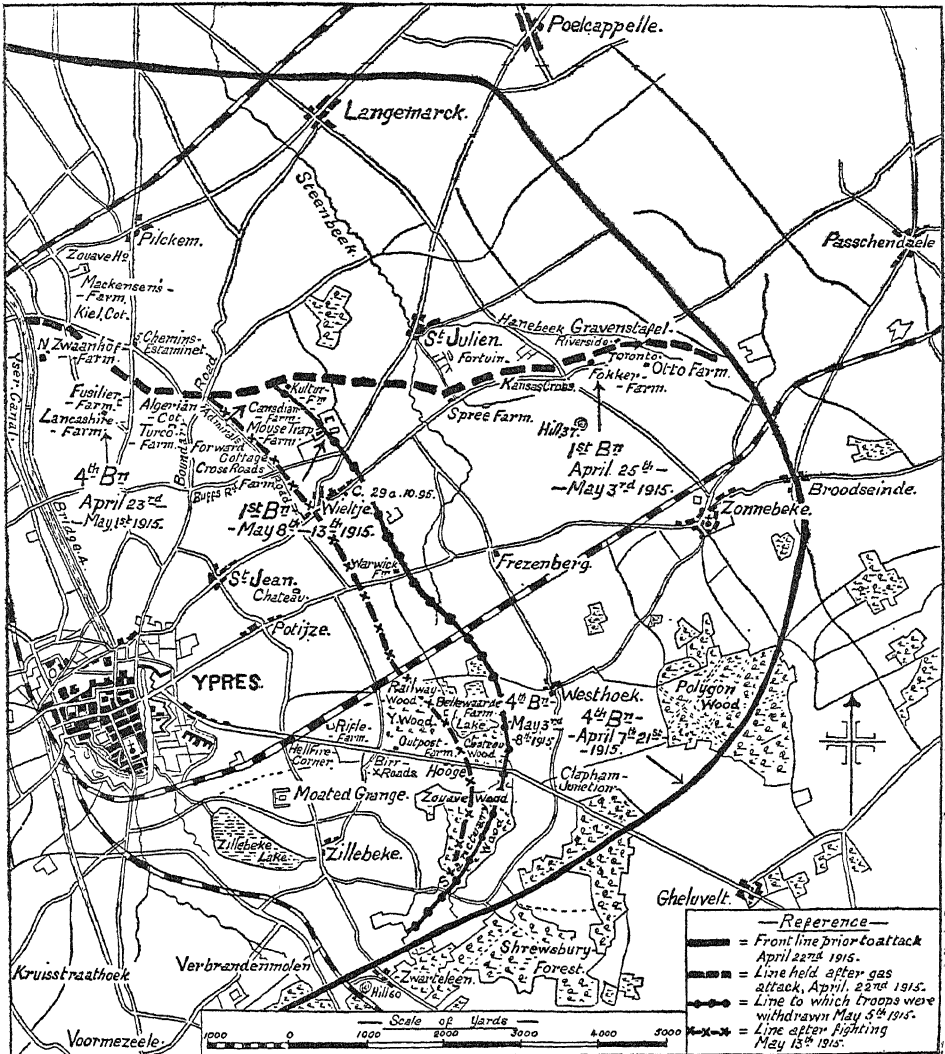 Poelcappelle.
Langemarck.
Steenbeek.
Pilckem.
Zouave Ho.
Mackensen's-
-Farm.
Kiel, Cot.
Passchendaele
Chemins-
-Estaminet
N. Zwaanhof
-Farm.
Yser Canal.
St Julien.
Fortuin.
Hanebeek
Gravenstafel
Riverside
Toronto
Otto Farm.
Fokker-
-Farm.
Kansas Cross.
Spree Farm.
Hill 37.
Fusilier
-Farm.
Lancashire
-Farm.
Algerian
-Cot.
Turco
Farm.
Boundary
Road
Admirals
Road
Kultur
Fm
Canadian
Farm
Mouse Trap
Farm
Forward
Cottage
Cross Roads
Farm
Buffs Rd.
4th Bn
April 23rd
-May 1st 1915.
Bridge 4.
1st Bn
-May 8th-13th 1915.
Wieltje.
C. 29a.10.95.
1st Bn
April. 25th-
-May 3rd 1915.
Broodseinde.
Zonnebeke.
Frezenberg.
Warwick
Fm
St Jean.
Chateau.
Potijze.
YPRES.
Railway-
Wood
Y. Wood
Bellewaarde
Farm
Lake
Chateau
Wood
Outpost
Farm.
Hooge
4th Bn
-May 3rd
8th 1915
Westhoek.
4th Bn
-April 7th-21st
-1915.
Polygon
Wood
Rifle
Farm.
Hell Fire
Corner.
Birr
Roads.
Clapham-
Junction
Moated Grange.
Zouave Wood
Sanctuary
Wood
Zillebeke
Lake
Zillebeke.
Gheluvelt.
Shrewsbury
Forest.
Kruisstraathoek
Verbrandenmolen
Zwarteleen.
Hill 60
Voormezeele.
—Reference—
= Front line prior to attack
April 22nd 1915.
= Line held after gas
attack, April. 22nd 1915.
= Line to which troops were
withdrawn May 5th 1915.
= Line after fighting
May 13th 1915.
Scale of Yards
1000 0 1000 2000 3000 4000 5000